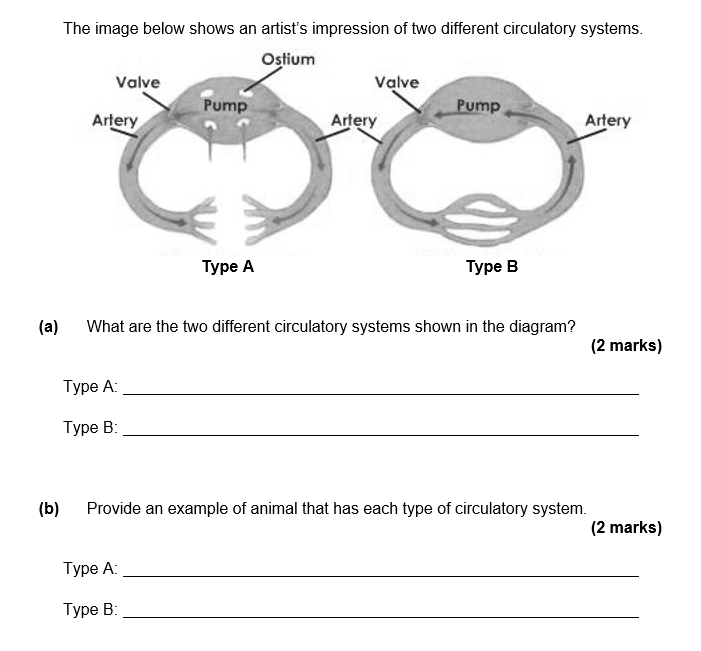 The image below shows an artist's impression of two different circulatory systems.
Ostium
Valve
Pump
Artery
Artery
Valve
Pump
Artery
Type A
Type B
(a) What are the two different circulatory systems shown in the diagram?
(2 marks)
Type A:
Type B:
(b) Provide an example of animal that has each type of circulatory system.
(2 marks)
Type A:
Type B: